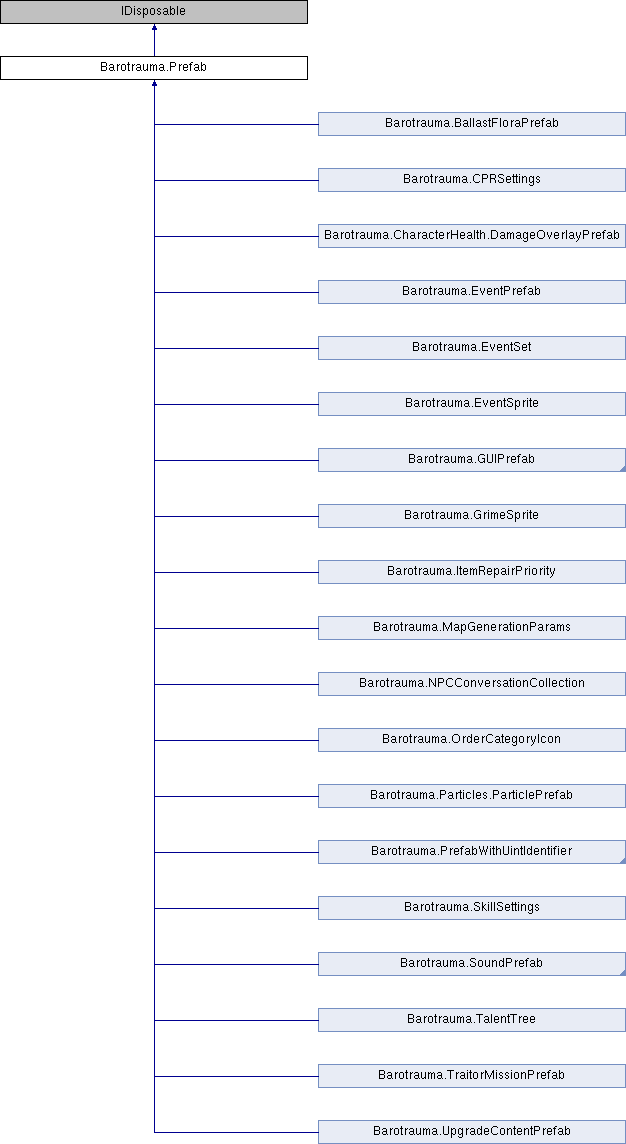 IDisposable
Barotrauma.Prefab
Barotrauma.BallastFloraPrefab
Barotrauma.CPRSettings
Barotrauma.CharacterHealth.DamageOverlayPrefab
Barotrauma.EventPrefab
Barotrauma.EventSet
Barotrauma.EventSprite
Barotrauma.GUIPrefab
Barotrauma.GrimeSprite
Barotrauma.ItemRepairPriority
Barotrauma.MapGenerationParams
Barotrauma.NPCConversationCollection
Barotrauma.OrderCategoryIcon
Barotrauma.Particles.ParticlePrefab
Barotrauma.PrefabWithUintIdentifier
Barotrauma.SkillSettings
Barotrauma.SoundPrefab
Barotrauma.TalentTree
Barotrauma.TraitorMissionPrefab
Barotrauma.UpgradeContentPrefab